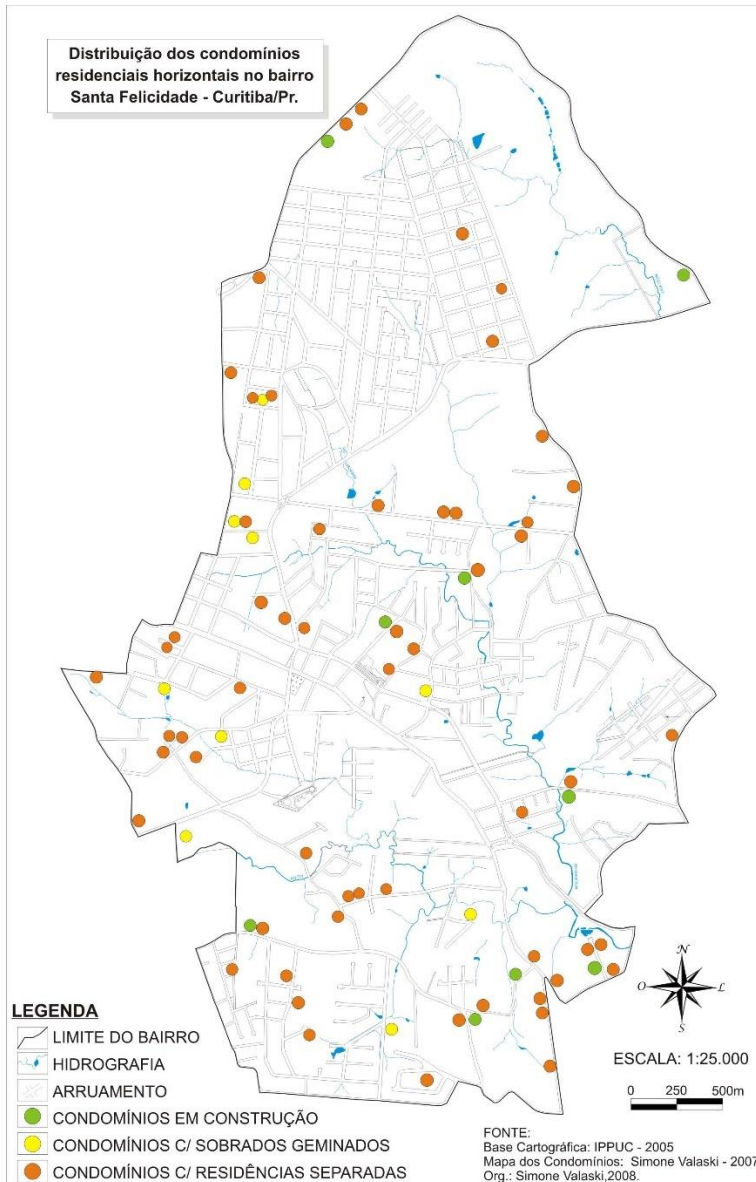 Distribuição dos condomínios
residenciais horizontais no bairro
Santa Felicidade - Curitiba/Pr.
N
O
L
S
LEGENDA
LIMITE DO BAIRRO
HIDROGRAFIA
ARRUAMENTO
CONDOMÍNIOS EM CONSTRUÇÃO
CONDOMÍNIOS C/ SOBRADOS GEMINADOS
CONDOMÍNIOS C/ RESIDÊNCIAS SEPARADAS
ESCALA: 1:25.000
0 250 500m
FONTE:
Base Cartográfica: IPPUC - 2005
Mapa dos Condomínios: Simone Valaski - 2007
Org.: Simone Valaski,2008.